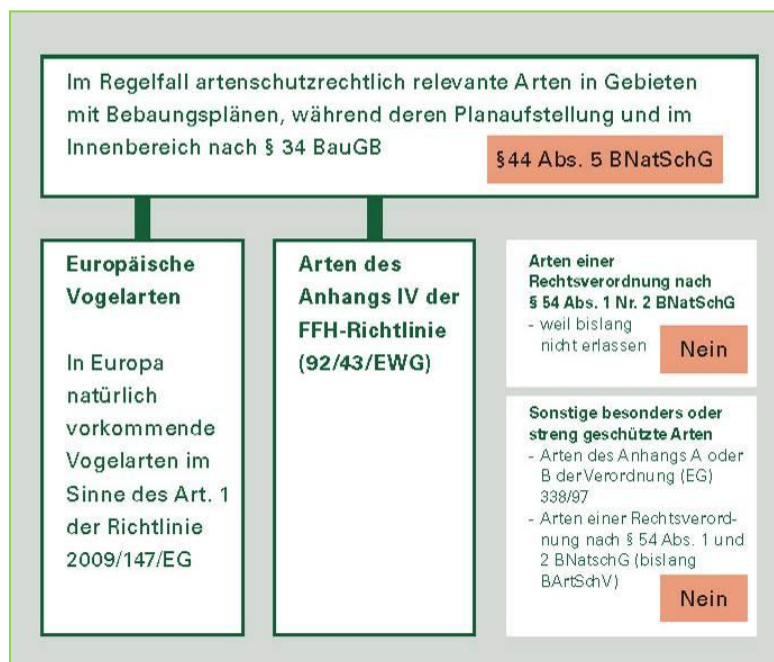 Im Regelfall artenschutzrechtlich relevante Arten in Gebieten
mit Bebaungsplänen, während deren Planaufstellung und im
Innenbereich nach § 34 BauGB
§44 Abs. 5 BNatSchG
Europäische
Vogelarten
In Europa
natürlich
vorkommende
Vogelarten im
Sinne des Art. 1
der Richtlinie
2009/147/EG
Arten des
Anhangs IV der
FFH-Richtlinie
(92/43/EWG)
Arten einer
Rechtsverordnung nach
§ 54 Abs. 1 Nr. 2 BNatSchG
- weil bislang
nicht erlassen
Nein
Sonstige besonders oder
streng geschützte Arten
- Arten des Anhangs A oder
B der Verordnung (EG)
338/97
- Arten einer Rechtsverord-
nung nach § 54 Abs. 1 und
2 BNatschG (bislang
BArtSchV)
Nein